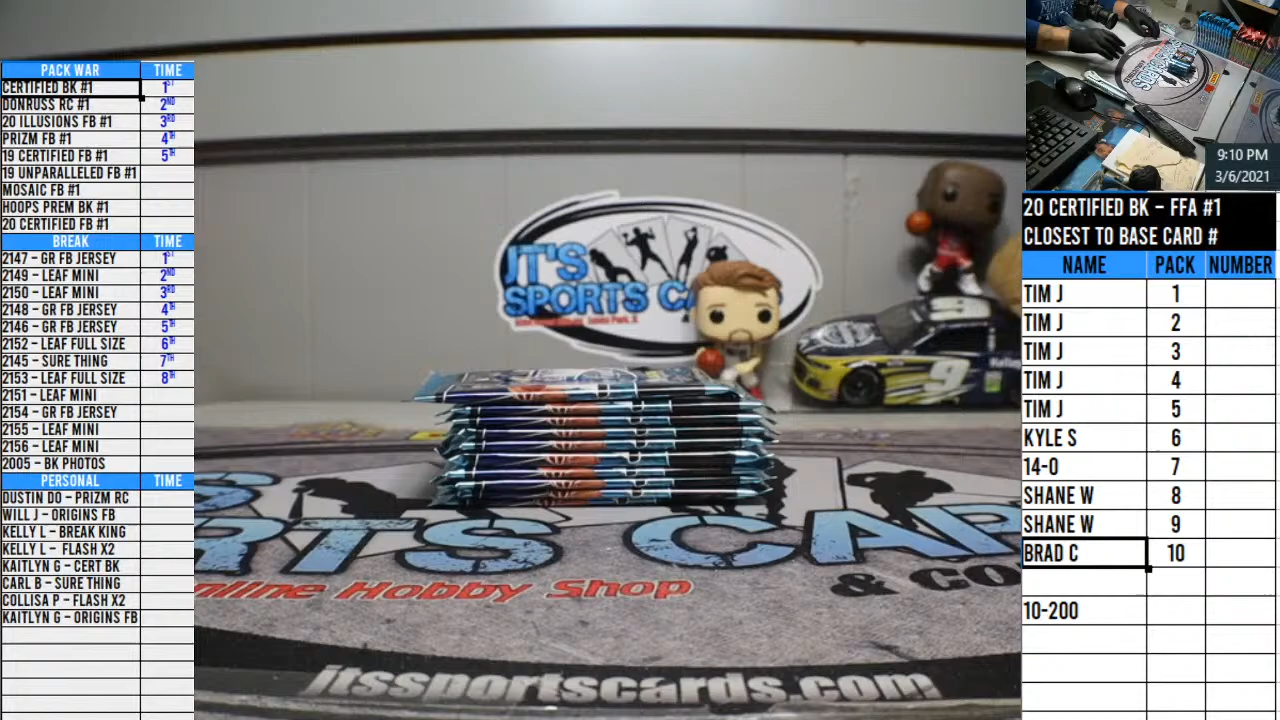 PACK WAR TIME
CERTIFIED BK #1 1ST
DONRUSS RC #1 2ND
20 ILLUSIONS FB #1 3RD
PRIZM FB #1 4TH
19 CERTIFIED FB #1 5TH
19 UNPARALLELED FB #1
MOSAIC FB #1
HOOPS PREM BK #1
20 CERTIFIED FB #1
BREAK TIME
2147 – GR FB JERSEY 1ST
2149 – LEAF MINI 2ND
2150 – LEAF MINI 3RD
2148 – GR FB JERSEY 4TH
2146 – GR FB JERSEY 5TH
2152 – LEAF FULL SIZE 6TH
2145 – SURE THING 7TH
2153 – LEAF FULL SIZE 8TH
2151 – LEAF MINI
2154 – GR FB JERSEY
2155 – LEAF MINI
2156 – LEAF MINI
2005 – BK PHOTOS
PERSONAL TIME
DUSTIN DO – PRIZM RC
WILL J – ORIGINS FB
KELLY L – BREAK KING
KELLY L – FLASH X2
KAITLYN G – CERT BK
CARL B – SURE THING
COLLISA P – FLASH X2
KAITLYN G – ORIGINS FB
JT'S
SPORTS CA
9
RTS CAR
& CO
nline Hobby Shop
jtssportscards.com
9:10 PM
3/6/2021
20 CERTIFIED BK – FFA #1
CLOSEST TO BASE CARD #
NAME PACK NUMBER
TIM J 1
TIM J 2
TIM J 3
TIM J 4
TIM J 5
KYLE S 6
14-0 7
SHANE W 8
SHANE W 9
BRAD C 10
10-200